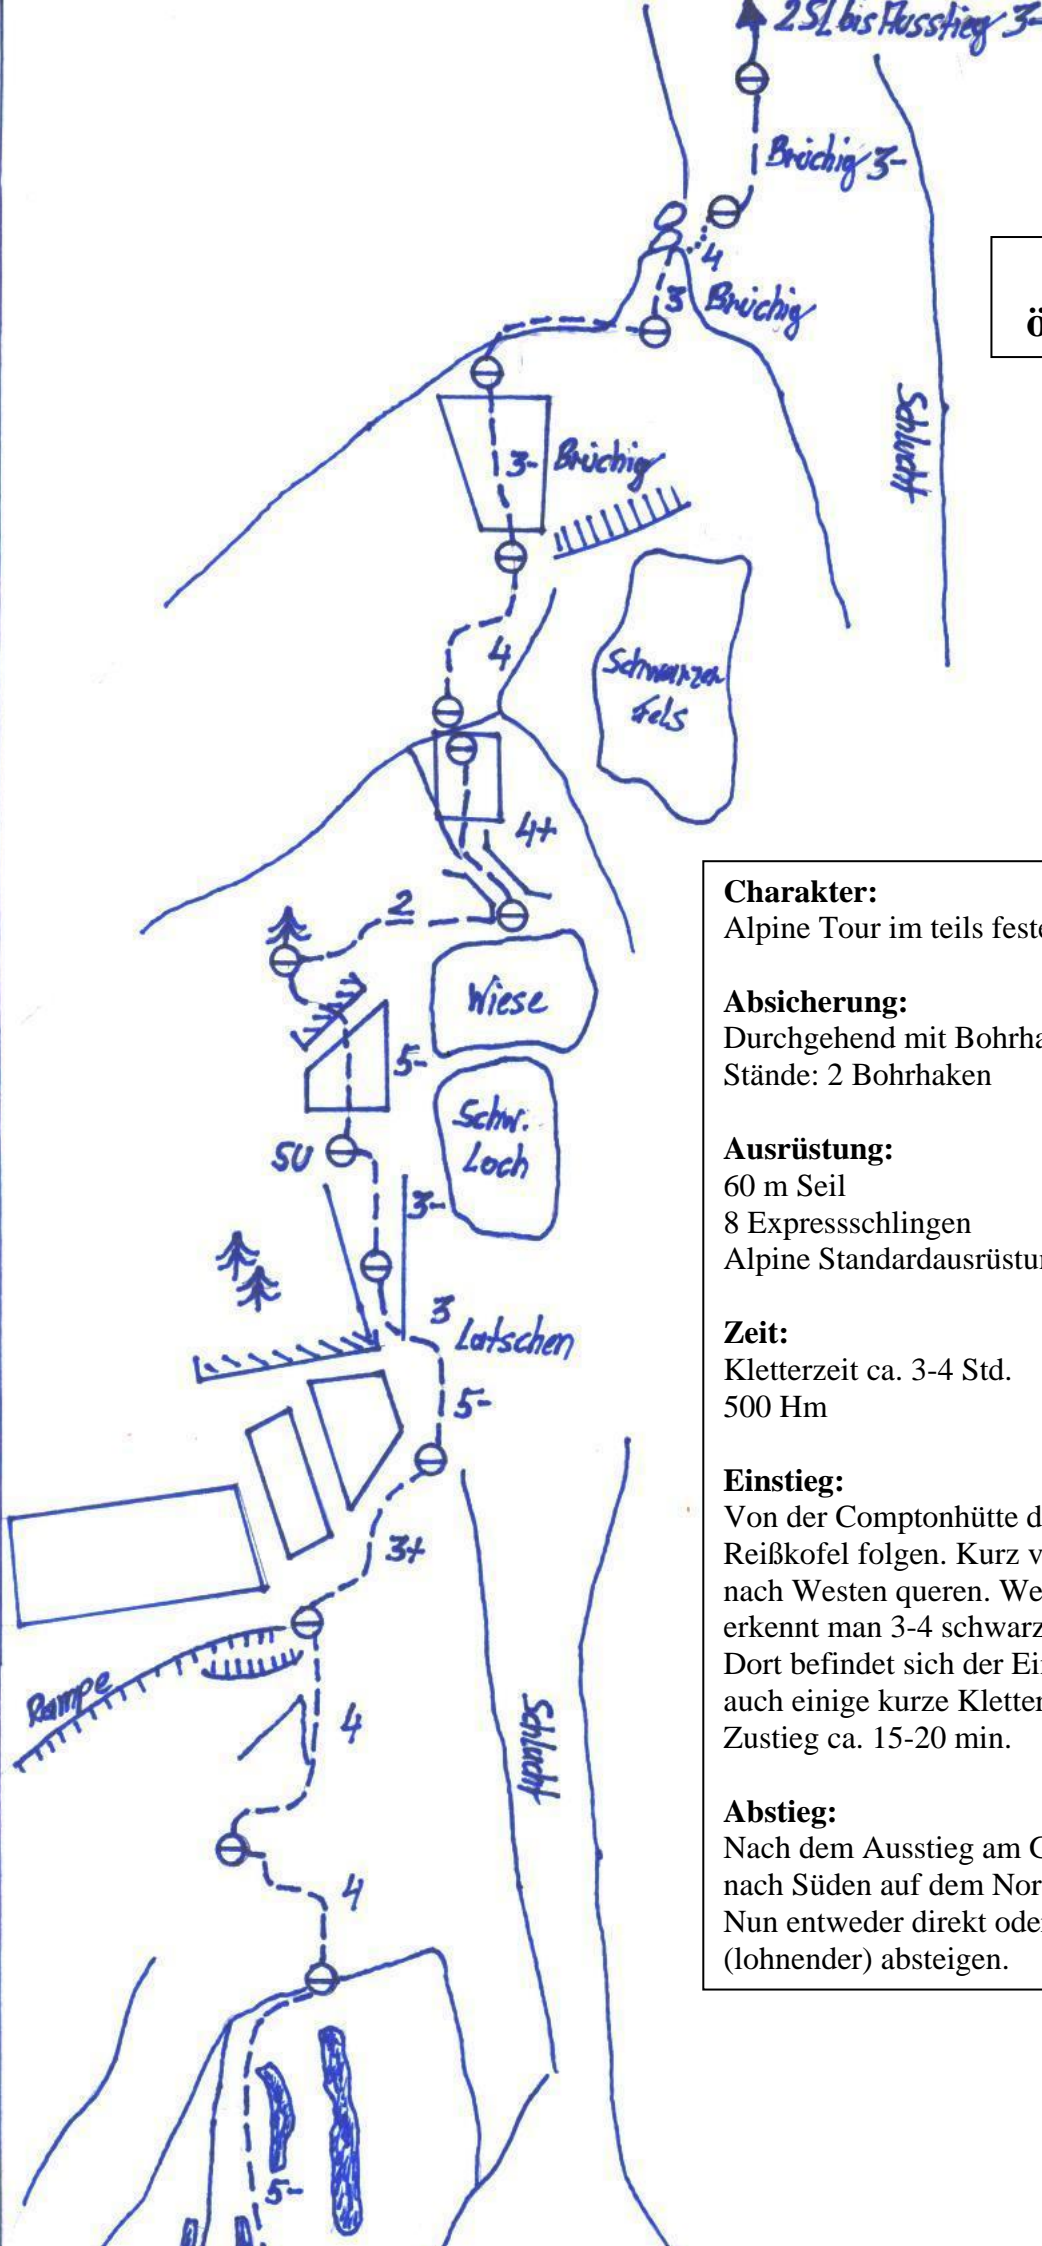 2SL bis Ausstieg 3-
Brüchig 3-
4
3 Brüchig
ö
Schlucht
3- Brüchig
4
Schwarzer
Fels
4+
2
Wiese
5-
Schw.
Loch
SU
3-
3 Latschen
5-
3+
Rampe
4
Schlucht
4
5-
Charakter:
Alpine Tour im teils feste
Absicherung:
Durchgehend mit Bohrha
Stände: 2 Bohrhaken
Ausrüstung:
60 m Seil
8 Expressschlingen
Alpine Standardausrüstu
Zeit:
Kletterzeit ca. 3-4 Std.
500 Hm
Einstieg:
Von der Comptonhütte d
Reißkofel folgen. Kurz v
nach Westen queren. We
erkennt man 3-4 schwarz
Dort befindet sich der Ei
auch einige kurze Kletter
Zustieg ca. 15-20 min.
Abstieg:
Nach dem Ausstieg am G
nach Süden auf dem Nor
Nun entweder direkt ode
(lohnender) absteigen.